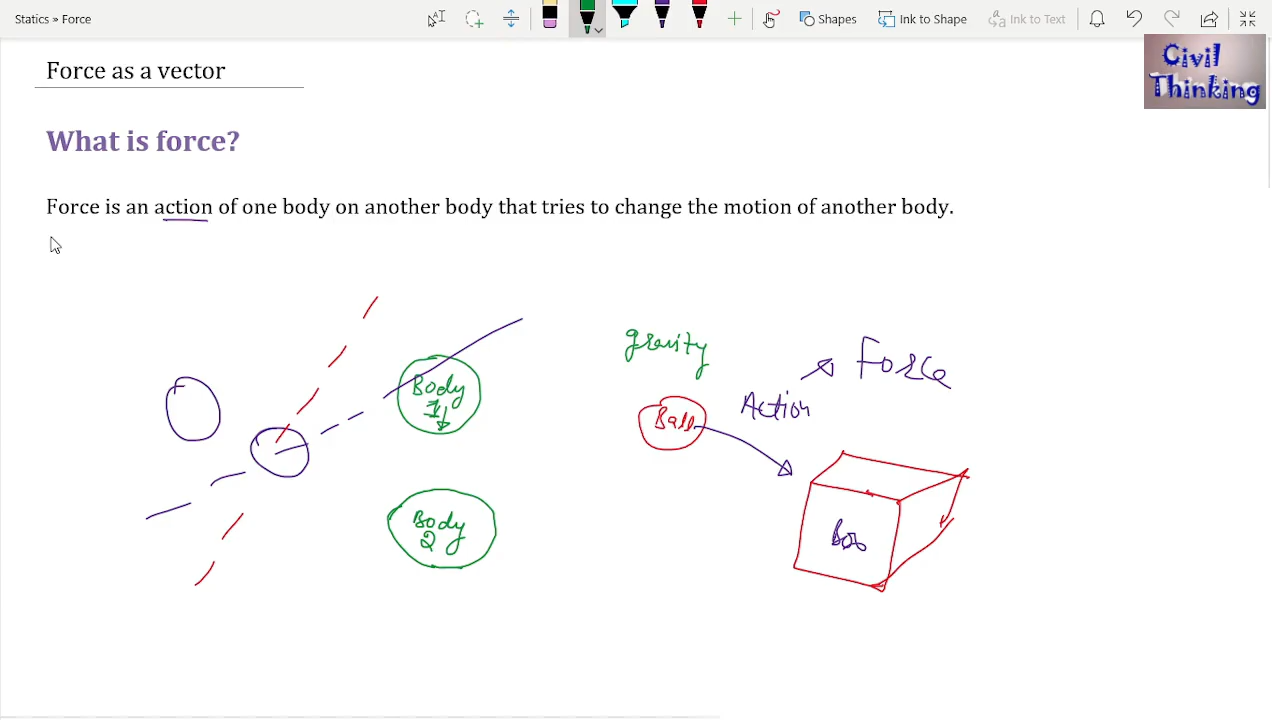 Statics » Force
Shapes
Ink to Shape
Ink to Text
Civil
Thinking
Force as a vector
What is force?
Force is an action of one body on another body that tries to change the motion of another body.
gravity
Force
Body
1
Action
Ball
Body
2
Box